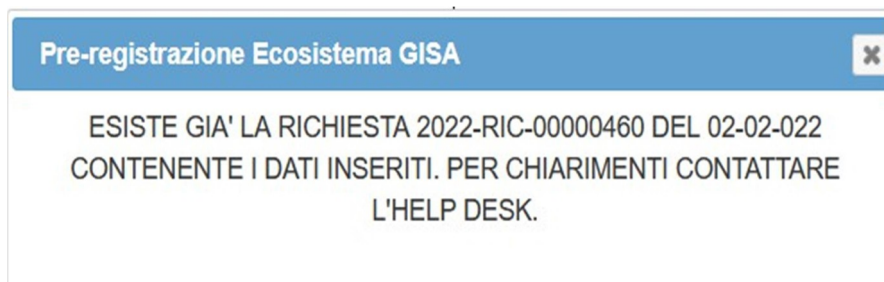 Pre-registrazione Ecosistema GISA
ESISTE GIA' LA RICHIESTA 2022-RIC-00000460 DEL 02-02-022
CONTENENTE I DATI INSERITI. PER CHIARIMENTI CONTATTARE
L'HELP DESK.